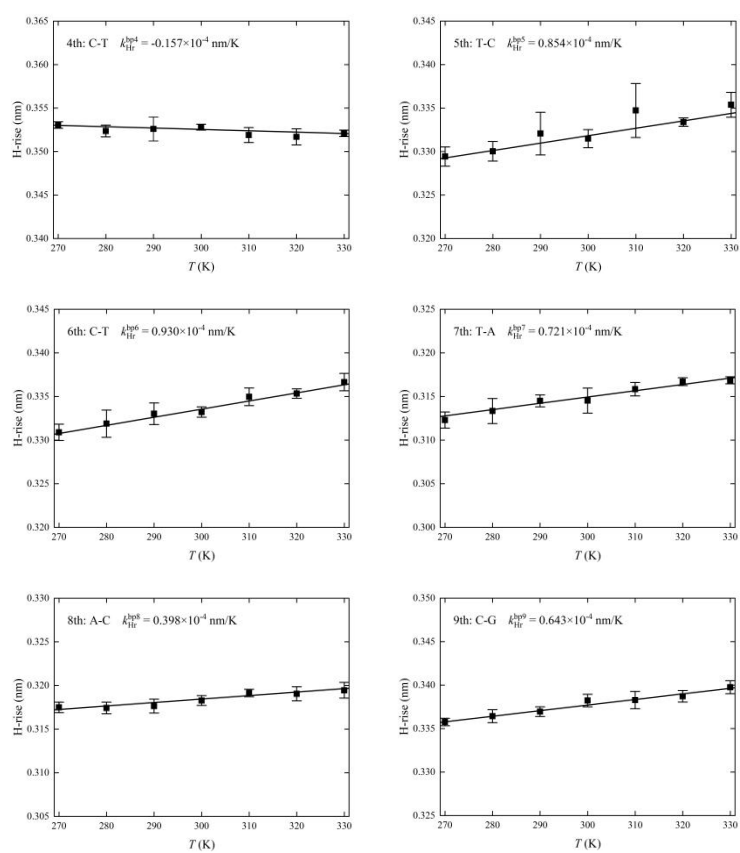 4th: C-T k_Hr^bp4 = -0.157×10^-4 nm/K
0.365
0.360
0.355
0.350
0.345
0.340
H-rise (nm)
270 280 290 300 310 320 330
T (K)
5th: T-C k_Hr^bp5 = 0.854×10^-4 nm/K
0.345
0.340
0.335
0.330
0.325
0.320
H-rise (nm)
270 280 290 300 310 320 330
T (K)
6th: C-T k_Hr^bp6 = 0.930×10^-4 nm/K
0.345
0.340
0.335
0.330
0.325
0.320
H-rise (nm)
270 280 290 300 310 320 330
T (K)
7th: T-A k_Hr^bp7 = 0.721×10^-4 nm/K
0.325
0.320
0.315
0.310
0.305
0.300
H-rise (nm)
270 280 290 300 310 320 330
T (K)
8th: A-C k_Hr^bp8 = 0.398×10^-4 nm/K
0.330
0.325
0.320
0.315
0.310
0.305
H-rise (nm)
270 280 290 300 310 320 330
T (K)
9th: C-G k_Hr^bp9 = 0.643×10^-4 nm/K
0.350
0.345
0.340
0.335
0.330
0.325
H-rise (nm)
270 280 290 300 310 320 330
T (K)